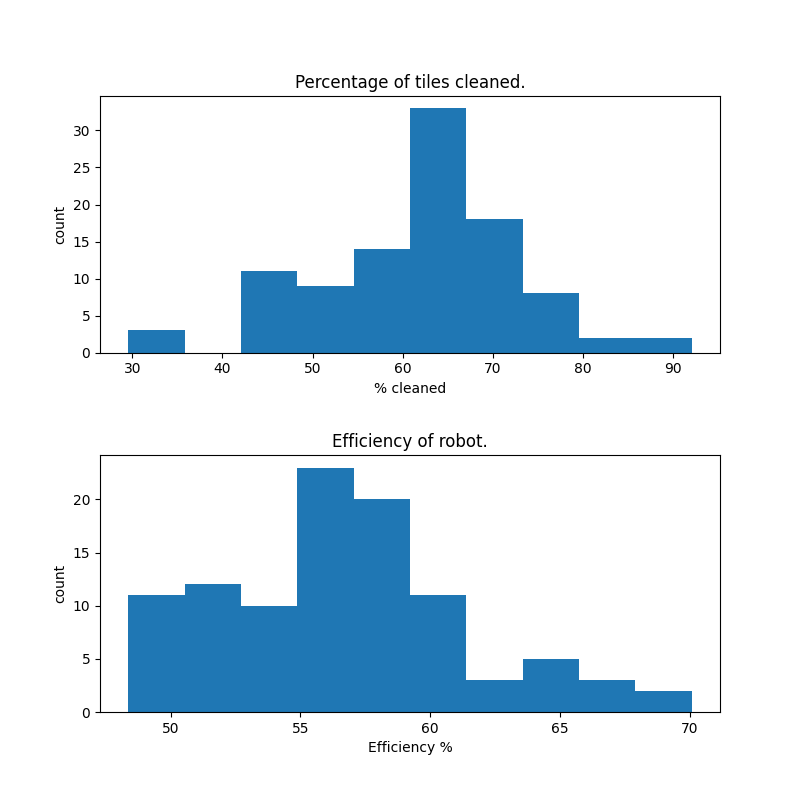 Percentage of tiles cleaned.
30
25
20
15
10
5
0
count
30 40 50 60 70 80 90
% cleaned
Efficiency of robot.
20
15
10
5
0
count
50 55 60 65 70
Efficiency %